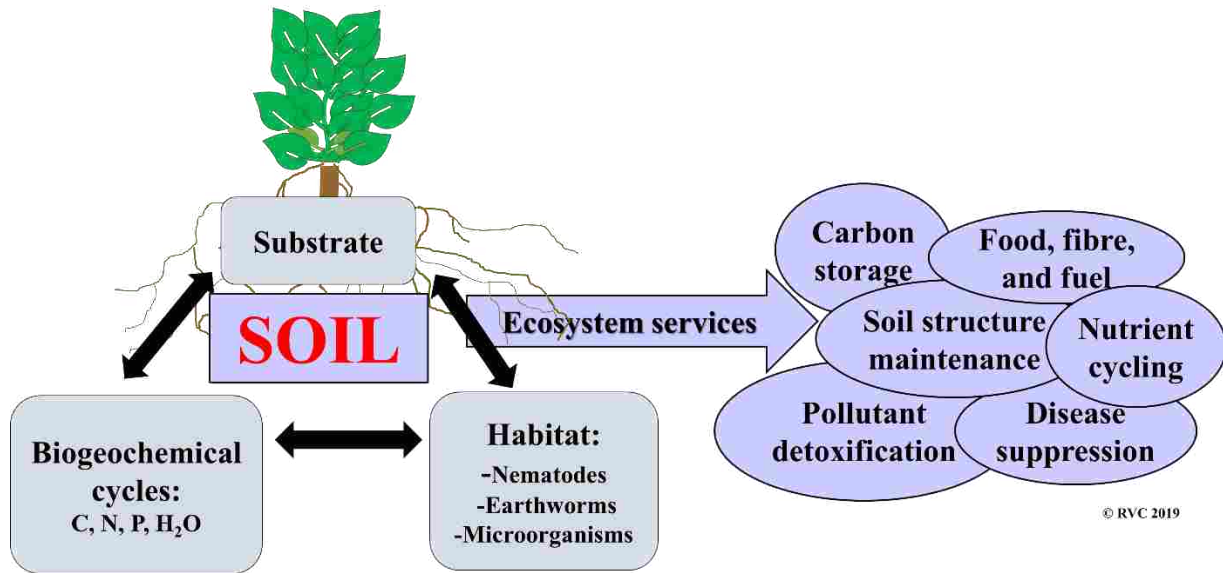 Substrate
SOIL
Biogeochemical
cycles:
C, N, P, H₂O
Habitat:
-Nematodes
-Earthworms
-Microorganisms
Ecosystem services
Carbon
storage
Food, fibre,
and fuel
Soil structure
maintenance
Nutrient
cycling
Pollutant
detoxification
Disease
suppression
© RVC 2019